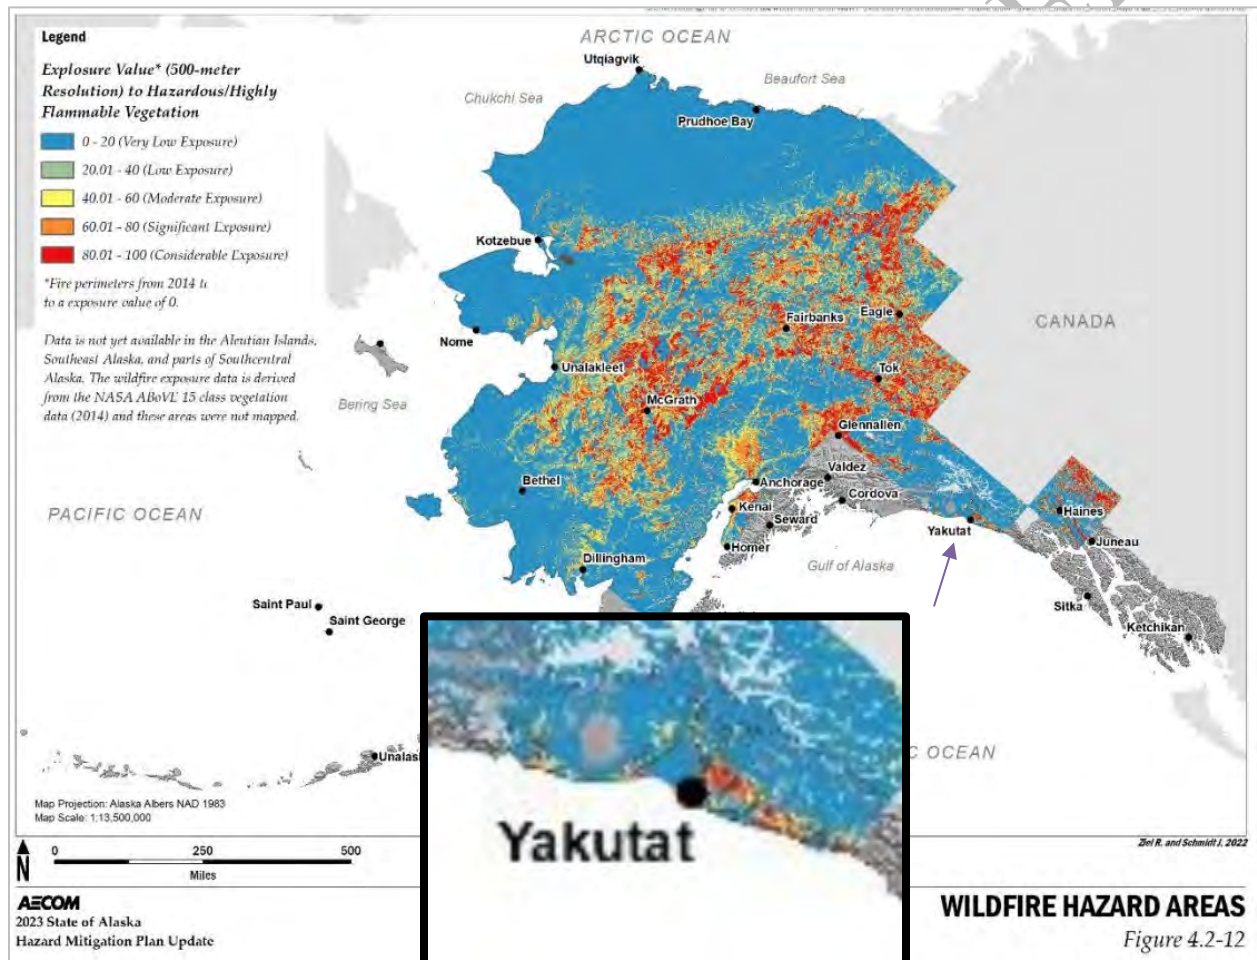 Legend
Explosure Value* (500-meter
Resolution) to Hazardous/Highly
Flammable Vegetation
0 - 20 (Very Low Exposure)
20.01 - 40 (Low Exposure)
40.01 - 60 (Moderate Exposure)
60.01 - 80 (Significant Exposure)
80.01 - 100 (Considerable Exposure)
*Fire perimeters from 2014
to a exposure value of 0.
Data is not yet available in the Aleutian Islands,
Southeast Alaska, and parts of Southcentral
Alaska. The wildfire exposure data is derived
from the NASA ABoVE 15 class vegetation
data (2014) and these areas were not mapped.
ARCTIC OCEAN
Utqiagvik
Beaufort Sea
Chukchi Sea
Prudhoe Bay
Kotzebue
Fairbanks
Eagle
CANADA
Nome
Unalakleet
Tok
McGrath
Bering Sea
Glennallen
Valdez
Bethel
Anchorage
Cordova
PACIFIC OCEAN
Kenai
Seward
Haines
Yakutat
Homer
Juneau
Dillingham
Gulf of Alaska
Saint Paul
Sitka
Saint George
Ketchikan
C OCEAN
Unalas
Yakutat
Map Projection: Alaska Albers NAD 1983
Map Scale: 1:13,500,000
Ziel R. and Schmidt J. 2022
N
0 250 500
Miles
AECOM
2023 State of Alaska
Hazard Mitigation Plan Update
WILDFIRE HAZARD AREAS
Figure 4.2-12